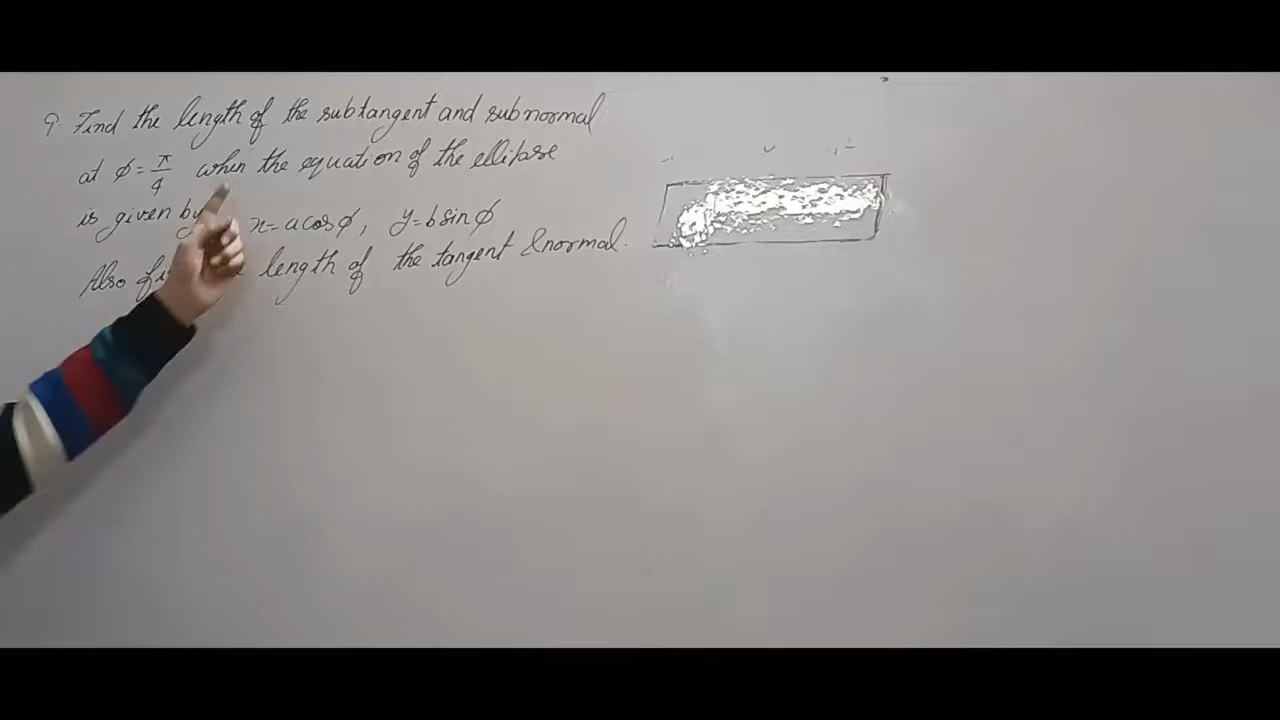 Q Find the length of the subtangent and subnormal
at φ = π/4 when the equation of the ellipse
is given by x = a cos φ, y = b sin φ
Also length of the tangent & normal.